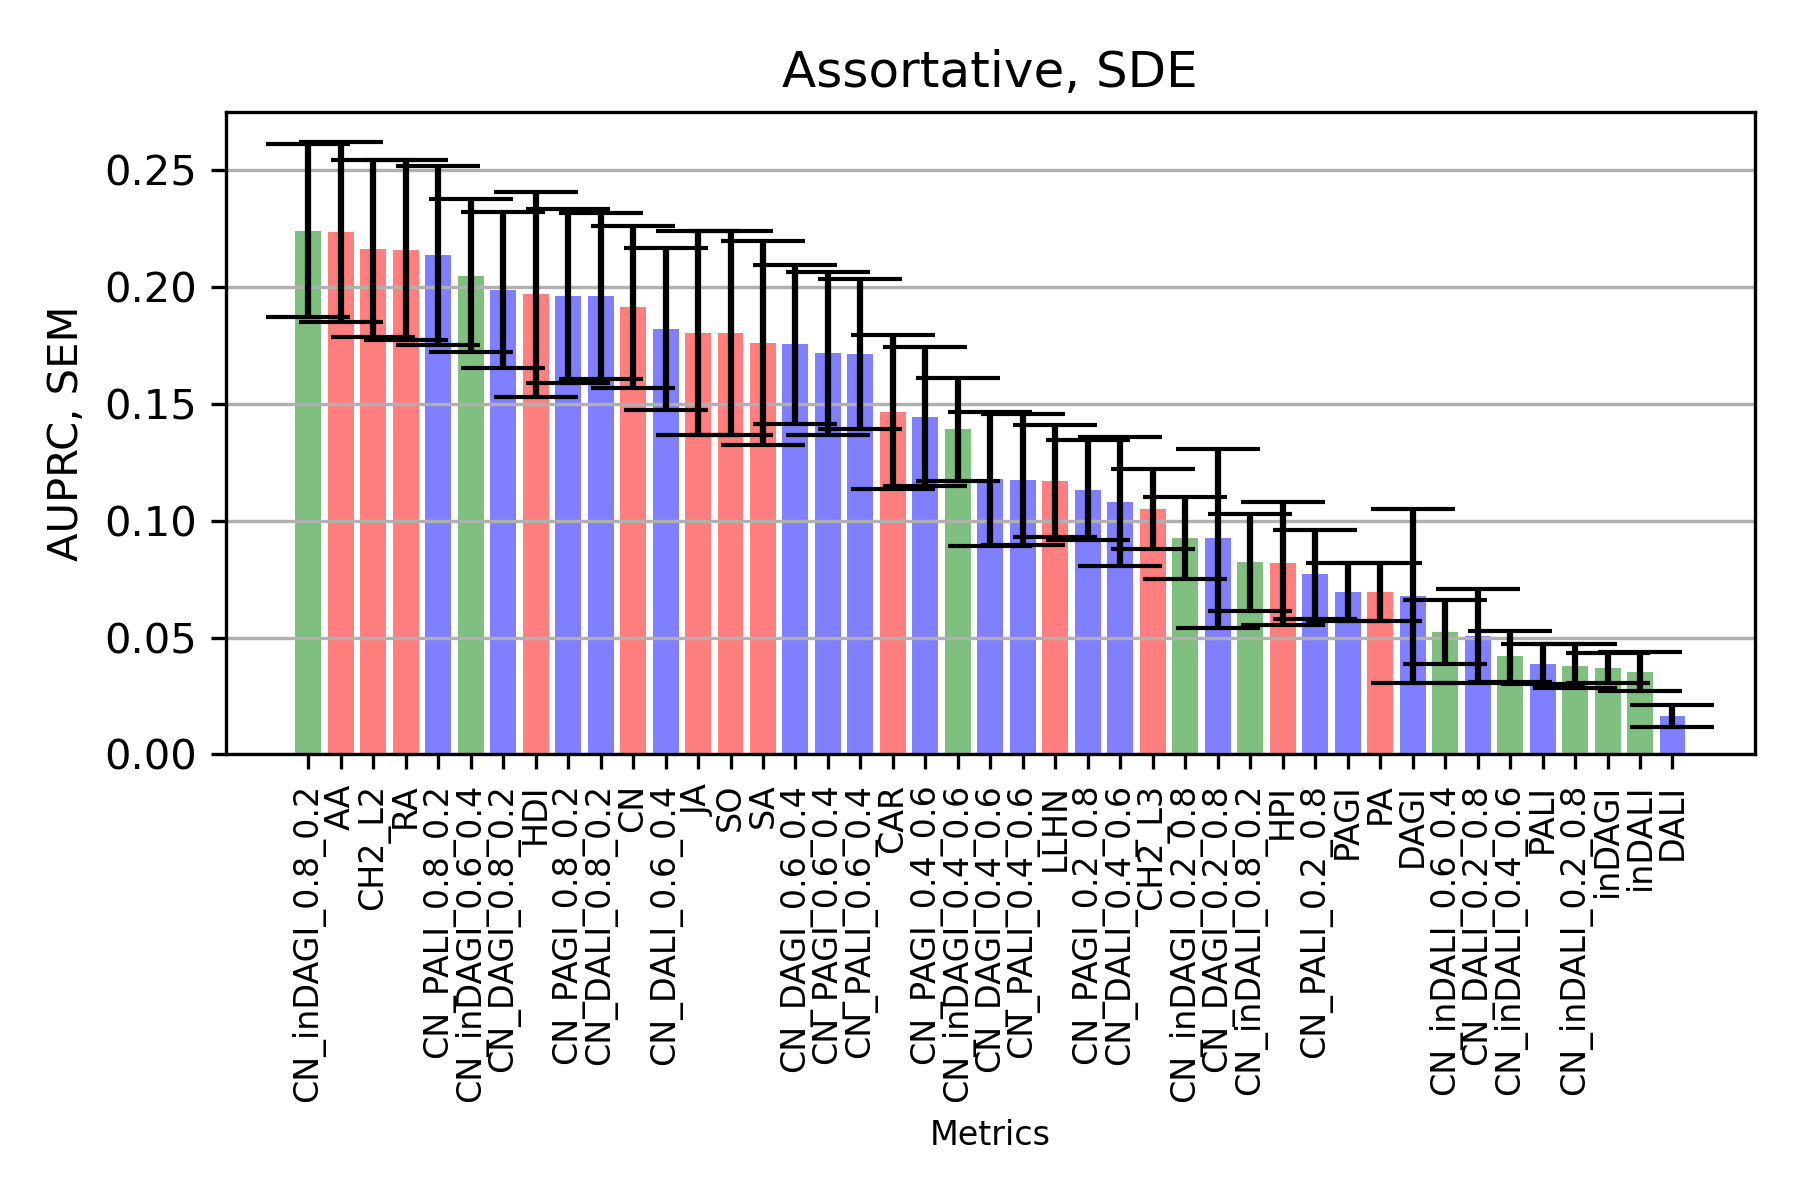 Assortative, SDE
AUPRC, SEM
0.25
0.20
0.15
0.10
0.05
0.00
CN_inDAGI_0.8_0.2
AA
CH2_L2
RA
CN_PALI_0.8_0.2
CN_inDAGI_0.6_0.4
CN_DAGI_0.8_0.2
HDI
CN_PAGI_0.8_0.2
CN_DALI_0.8_0.2
CN
CN_DALI_0.6_0.4
JA
SO
SA
CN_DAGI_0.6_0.4
CN_PAGI_0.6_0.4
CN_PALI_0.6_0.4
CAR
CN_PAGI_0.4_0.6
CN_inDAGI_0.4_0.6
CN_DAGI_0.4_0.6
CN_PALI_0.4_0.6
LLHN
CN_PAGI_0.2_0.8
CN_DALI_0.4_0.6
CH2_L3
CN_inDAGI_0.2_0.8
CN_DAGI_0.2_0.8
CN_inDALI_0.8_0.2
HPI
CN_PALI_0.2_0.8
PAGI
PA
DAGI
CN_inDALI_0.6_0.4
CN_DALI_0.2_0.8
CN_inDALI_0.4_0.6
PALI
CN_inDALI_0.2_0.8
inDAGI
inDALI
DALI
Metrics